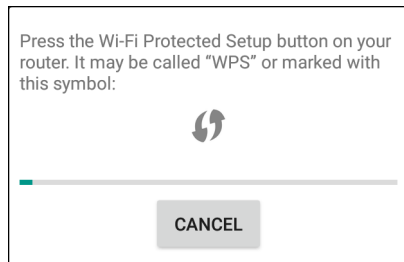 Press the Wi-Fi Protected Setup button on your
router. It may be called “WPS” or marked with
this symbol:
CANCEL